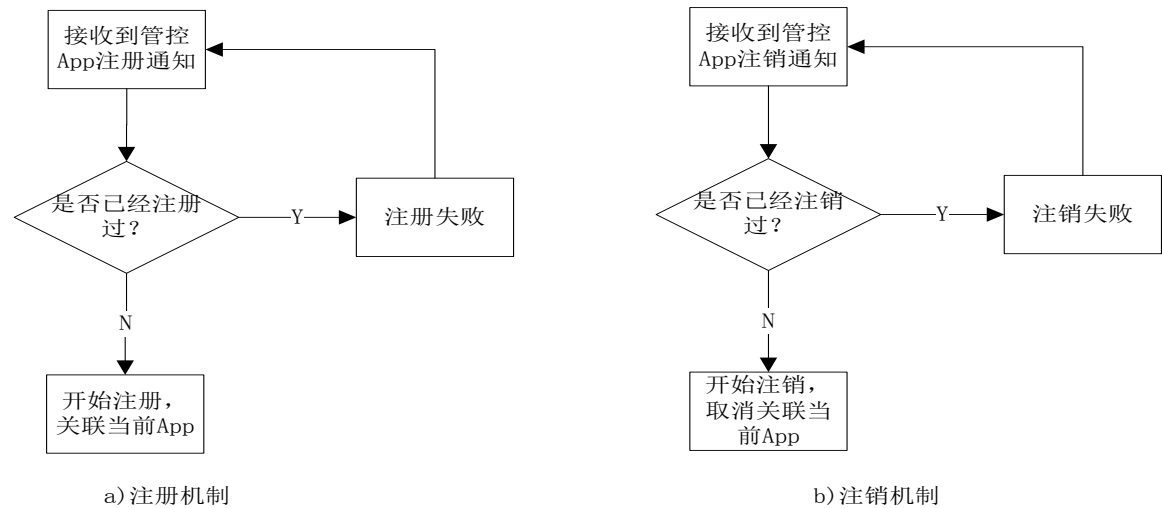 接收到管控
App注册通知
是否已经注册
过？
Y
注册失败
N
开始注册，
关联当前App
a)注册机制
接收到管控
App注销通知
是否已经注销
过？
Y
注销失败
N
开始注销，
取消关联当
前App
b)注销机制